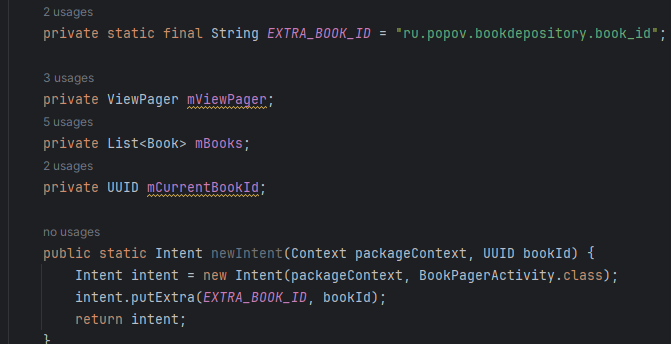 2 usages
private static final String EXTRA_BOOK_ID = "ru.popov.bookdepository.book_id";
3 usages
private ViewPager mViewPager;
5 usages
private List<Book> mBooks;
2 usages
private UUID mCurrentBookId;
no usages
public static Intent newIntent(Context packageContext, UUID bookId) {
Intent intent = new Intent(packageContext, BookPagerActivity.class);
intent.putExtra(EXTRA_BOOK_ID, bookId);
return intent;
}